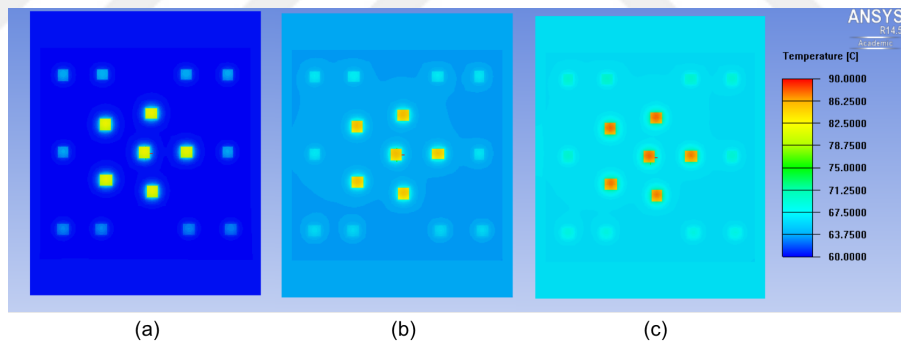 ANSYS
R14.5
Academic
Temperature [C]
90.0000
86.2500
82.5000
78.7500
75.0000
71.2500
67.5000
63.7500
60.0000
(a) (b) (c)